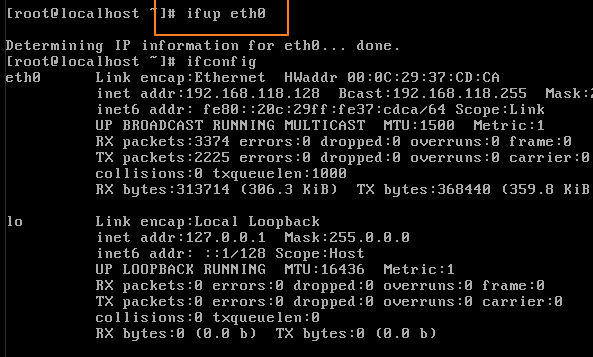 [root@localhost ~]# ifup eth0
Determining IP information for eth0... done.
[root@localhost ~]# ifconfig
eth0 Link encap:Ethernet HWaddr 00:0C:29:37:CD:CA
inet addr:192.168.118.128 Bcast:192.168.118.255 Mask:2
inet6 addr: fe80::20c:29ff:fe37:cdca/64 Scope:Link
UP BROADCAST RUNNING MULTICAST MTU:1500 Metric:1
RX packets:3374 errors:0 dropped:0 overruns:0 frame:0
TX packets:2225 errors:0 dropped:0 overruns:0 carrier:0
collisions:0 txqueuelen:1000
RX bytes:313714 (306.3 KiB) TX bytes:368440 (359.8 KiB
lo Link encap:Local Loopback
inet addr:127.0.0.1 Mask:255.0.0.0
inet6 addr: ::1/128 Scope:Host
UP LOOPBACK RUNNING MTU:16436 Metric:1
RX packets:0 errors:0 dropped:0 overruns:0 frame:0
TX packets:0 errors:0 dropped:0 overruns:0 carrier:0
collisions:0 txqueuelen:0
RX bytes:0 (0.0 b) TX bytes:0 (0.0 b)